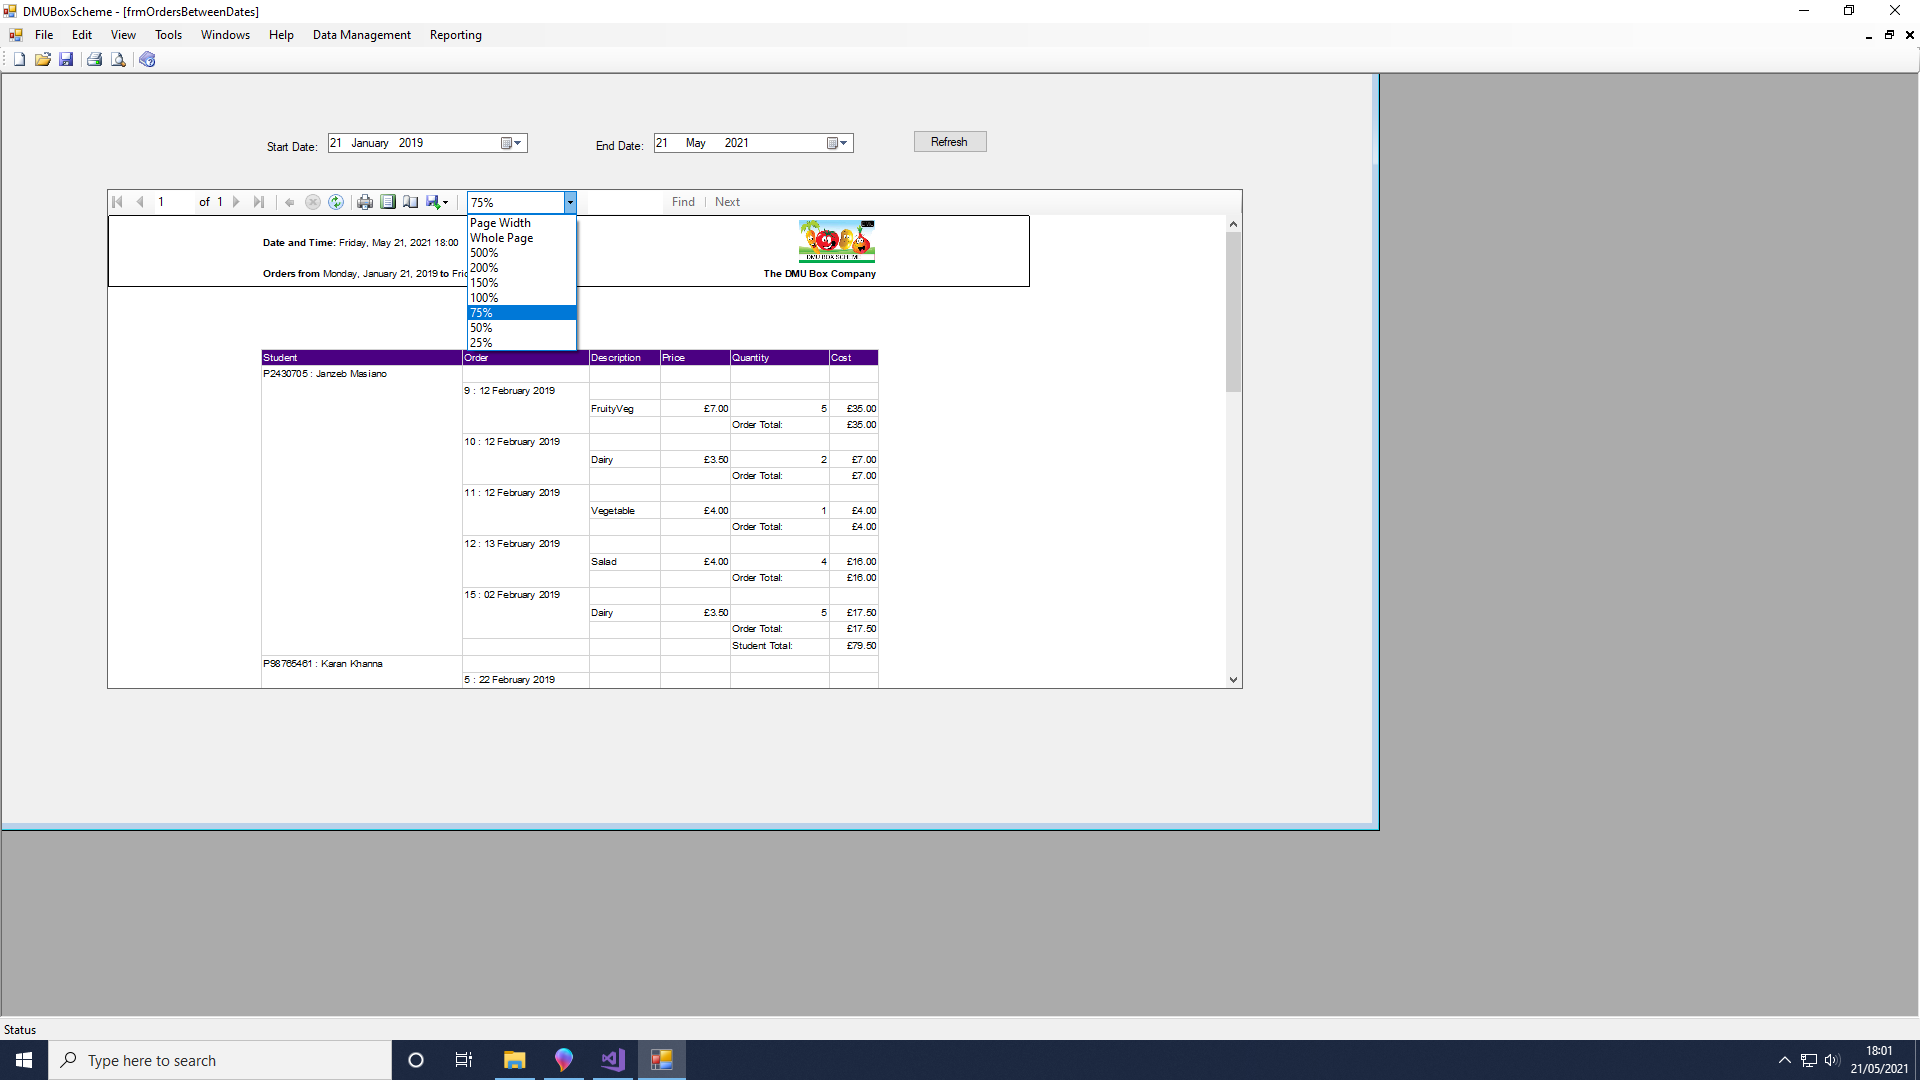 DMUBoxScheme - [frmOrdersBetweenDates]
File Edit View Tools Windows Help Data Management Reporting
Start Date: 21 January 2019 End Date: 21 May 2021 Refresh
1 of 1 75% Find Next
Page Width
Whole Page
500%
200%
150%
100%
75%
50%
25%
Date and Time: Friday, May 21, 2021 18:00
DMU BOX SCHEME
Orders from Monday, January 21, 2019 to Fri The DMU Box Company
Student Order Description Price Quantity Cost
P2430705 : Janzeb Masiano
9 : 12 February 2019
FruityVeg £7.00 5 £35.00
Order Total: £35.00
10 : 12 February 2019
Dairy £3.50 2 £7.00
Order Total: £7.00
11 : 12 February 2019
Vegetable £4.00 1 £4.00
Order Total: £4.00
12 : 13 February 2019
Salad £4.00 4 £16.00
Order Total: £16.00
15 : 02 February 2019
Dairy £3.50 5 £17.50
Order Total: £17.50
Student Total: £79.50
P98765461 : Karan Khanna
5 : 22 February 2019
Status
Type here to search
18:01
21/05/2021